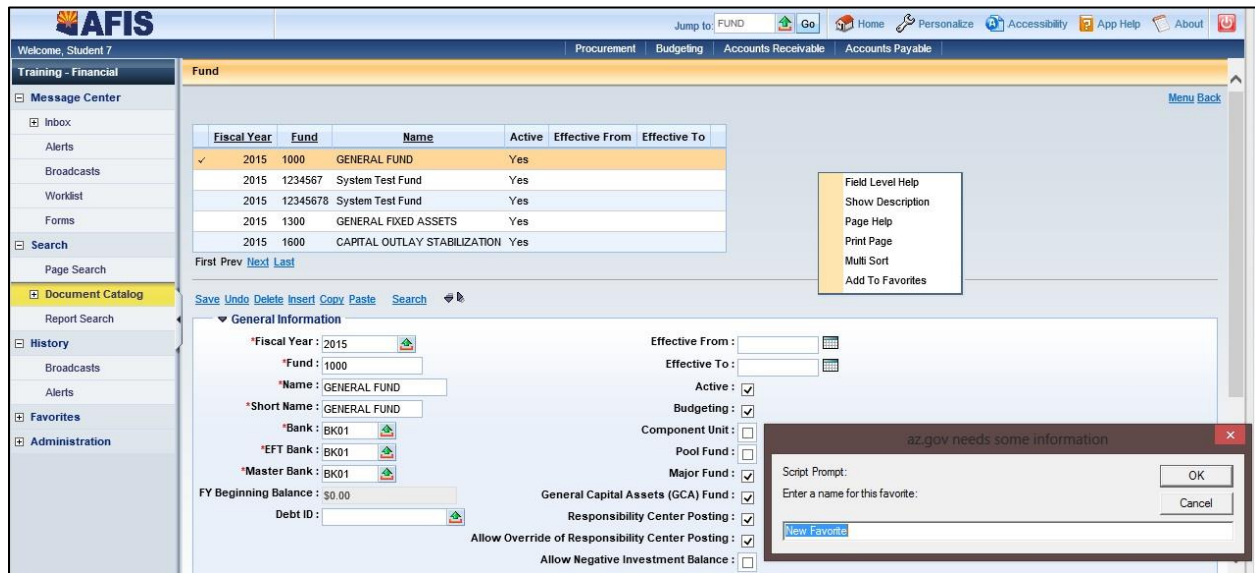 AFIS
Jump to: FUND Go Home Personalize Accessibility App Help About
Welcome, Student 7
Procurement Budgeting Accounts Receivable Accounts Payable
Training - Financial
Message Center
Inbox
Alerts
Broadcasts
Worklist
Forms
Search
Page Search
Document Catalog
Report Search
History
Broadcasts
Alerts
Favorites
Administration
Fund
Menu Back
Fiscal Year Fund Name Active Effective From Effective To
✓ 2015 1000 GENERAL FUND Yes
2015 1234567 System Test Fund Yes
2015 12345678 System Test Fund Yes
2015 1300 GENERAL FIXED ASSETS Yes
2015 1600 CAPITAL OUTLAY STABILIZATION Yes
First Prev Next Last
Field Level Help
Show Description
Page Help
Print Page
Multi Sort
Add To Favorites
Save Undo Delete Insert Copy Paste Search
General Information
*Fiscal Year : 2015
*Fund : 1000
*Name : GENERAL FUND
*Short Name : GENERAL FUND
*Bank : BK01
*EFT Bank : BK01
*Master Bank : BK01
FY Beginning Balance : $0.00
Debt ID :
Effective From :
Effective To :
Active :
Budgeting :
Component Unit :
Pool Fund :
Major Fund :
General Capital Assets (GCA) Fund :
Responsibility Center Posting :
Allow Override of Responsibility Center Posting :
Allow Negative Investment Balance :
az.gov needs some information
Script Prompt:
Enter a name for this favorite:
OK
Cancel
New Favorite